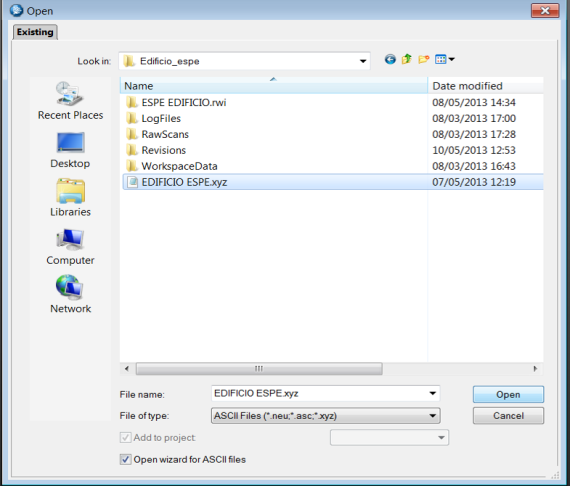 Open
Existing
Look in: Edificio_espe
Name Date modified
ESPE EDIFICIO.rwi 08/05/2013 14:34
LogFiles 08/03/2013 17:00
RawScans 08/03/2013 17:28
Revisions 10/05/2013 12:53
WorkspaceData 08/03/2013 16:43
EDIFICIO ESPE.xyz 07/05/2013 12:19
Recent Places
Desktop
Libraries
Computer
Network
File name: EDIFICIO ESPE.xyz Open
File of type: ASCII Files (*.neu;*.asc;*.xyz) Cancel
Add to project:
Open wizard for ASCII files